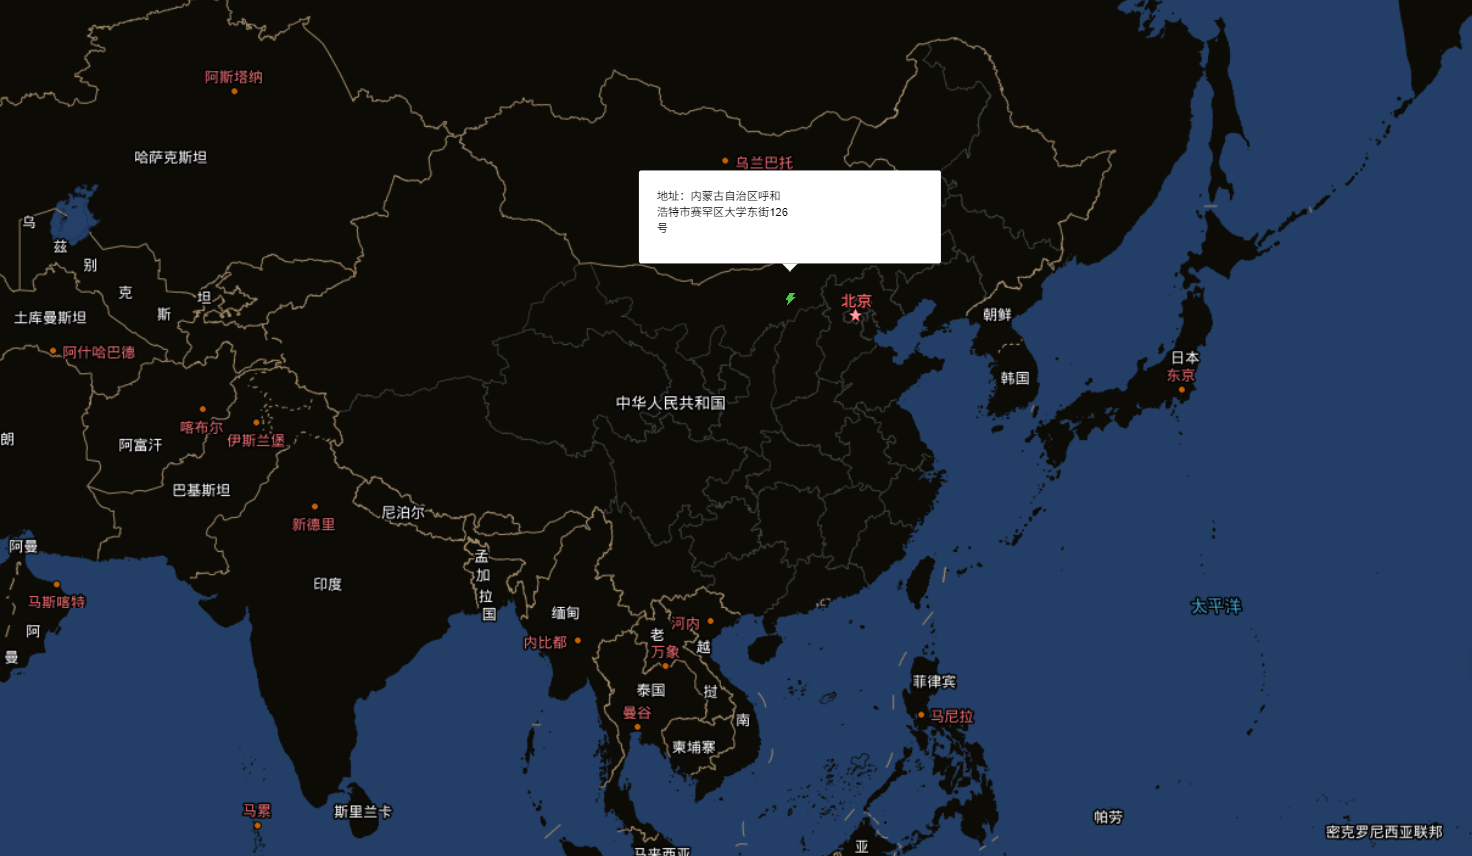 阿斯塔纳
哈萨克斯坦
乌兰巴托
地址：内蒙古自治区呼和
浩特市赛罕区大学东街126
号
乌
兹
别
克
斯
坦
土库曼斯坦
阿什哈巴德
北京
朝鲜
日本
东京
韩国
中华人民共和国
朗
喀布尔
阿富汗
伊斯兰堡
巴基斯坦
尼泊尔
新德里
阿曼
孟
加
拉
国
印度
马斯喀特
阿
曼
缅甸
内比都
河内
老
万象
越
挝
南
泰国
曼谷
柬埔寨
太平洋
菲律宾
马尼拉
马累
斯里兰卡
帕劳
密克罗尼西亚联邦
马来西亚
亚